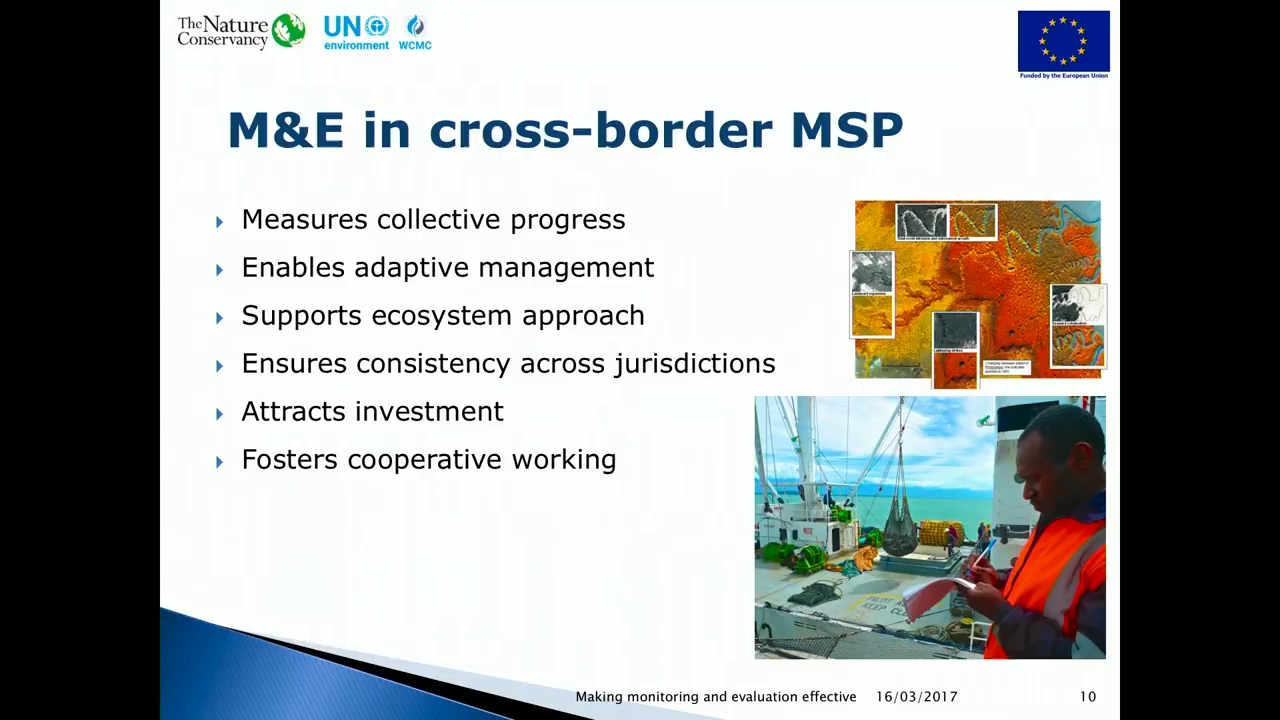 The Nature
Conservancy
UN
environment
WCMC
Funded by the European Union
M&E in cross-border MSP
Measures collective progress
Enables adaptive management
Supports ecosystem approach
Ensures consistency across jurisdictions
Attracts investment
Fosters cooperative working
KEEP CLE
Making monitoring and evaluation effective 16/03/2017 10